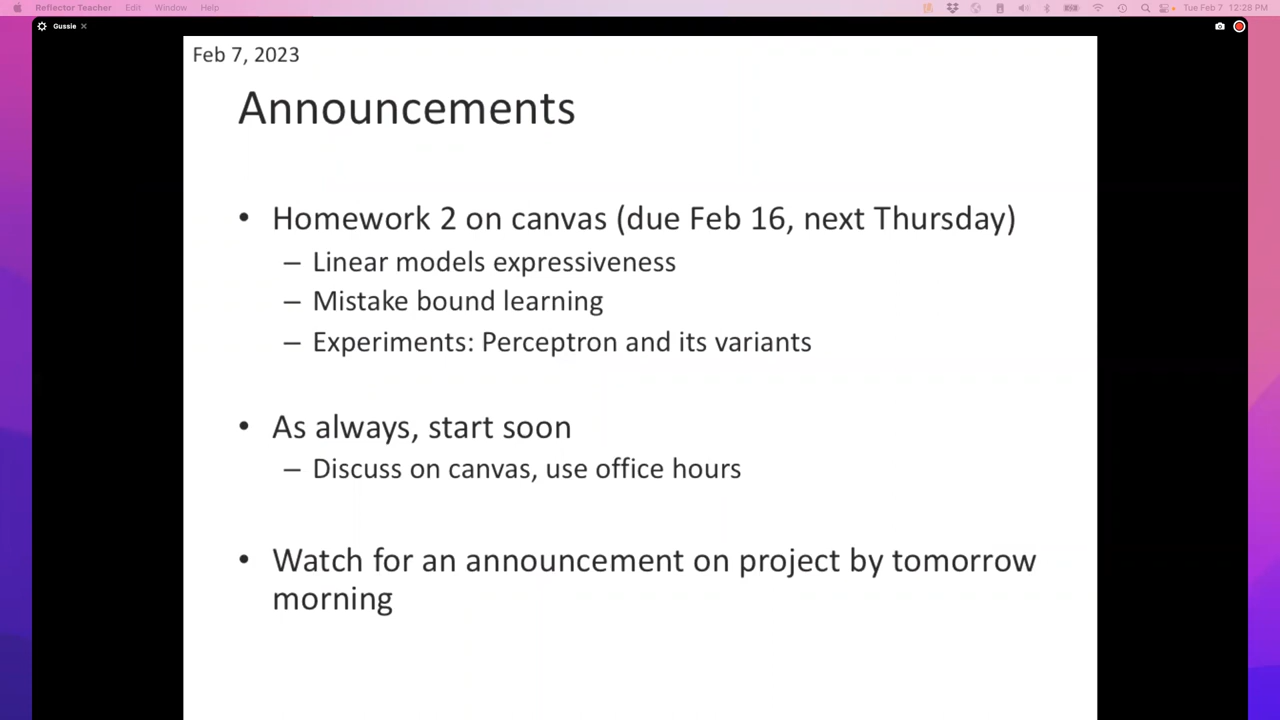 Reflector Teacher Edit Window Help Tue Feb 7 12:28 PM
Gussie
Feb 7, 2023
Announcements
• Homework 2 on canvas (due Feb 16, next Thursday)
– Linear models expressiveness
– Mistake bound learning
– Experiments: Perceptron and its variants
• As always, start soon
– Discuss on canvas, use office hours
• Watch for an announcement on project by tomorrow
morning